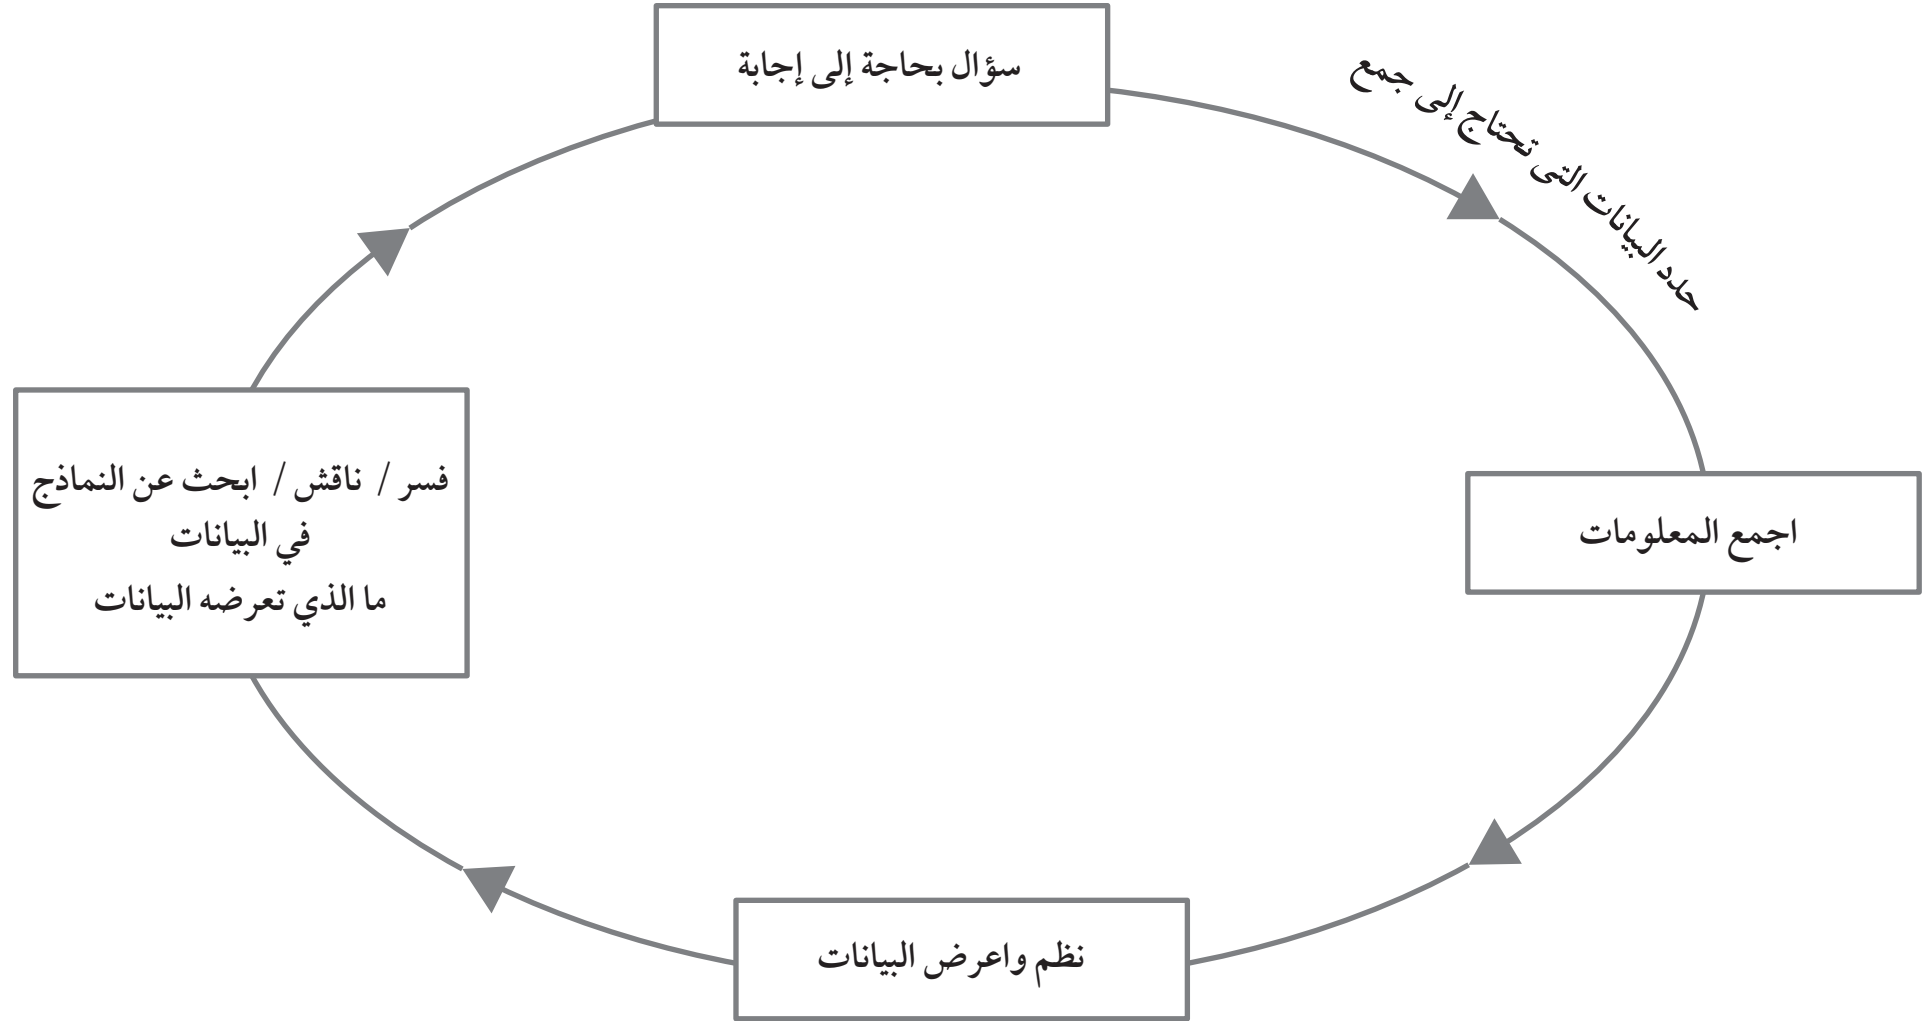 سؤال بحاجة إلى إجابة
حدد البيانات التى تحتاج إلى جمع
اجمع المعلومات
نظم واعرض البيانات
فسر / ناقش / ابحث عن النماذج
في البيانات
ما الذي تعرضه البيانات